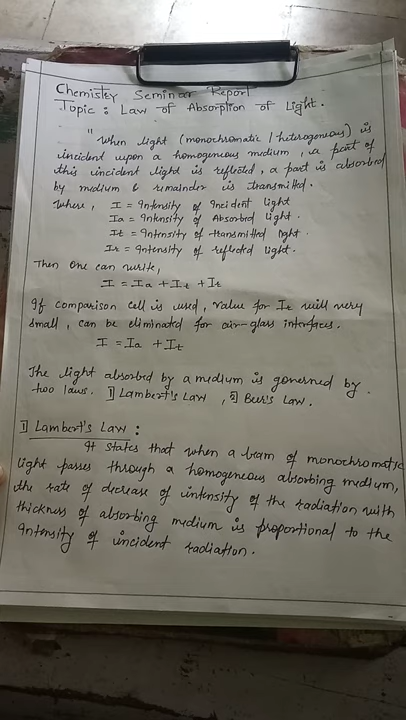 Chemistry Seminar Report
Topic : Law of Absorption of Light.
"When light (monochromatic / heterogenous) is
incident upon a homogeneous medium, a part of
this incident light is reflected, a part is absorbed
by medium & remainder is transmitted.
Where, I = Intensity of Incident light
Ia = Intensity of Absorbed light.
It = Intensity of transmitted light.
Ir = Intensity of reflected light.
Then one can write,
I = Ia + Ir + It
If comparison cell is used, value for Ir will very
small, can be eliminated for air-glass interfaces.
I = Ia + It
The light absorbed by a medium is governed by
two laws. 1] Lambert's Law, 2] Beer's Law.
1] Lambert's Law :
It states that when a beam of monochromatic
light passes through a homogeneous absorbing medium,
the rate of decrease of intensity of the radiation with
thickness of absorbing medium is proportional to the
Intensity of incident radiation.